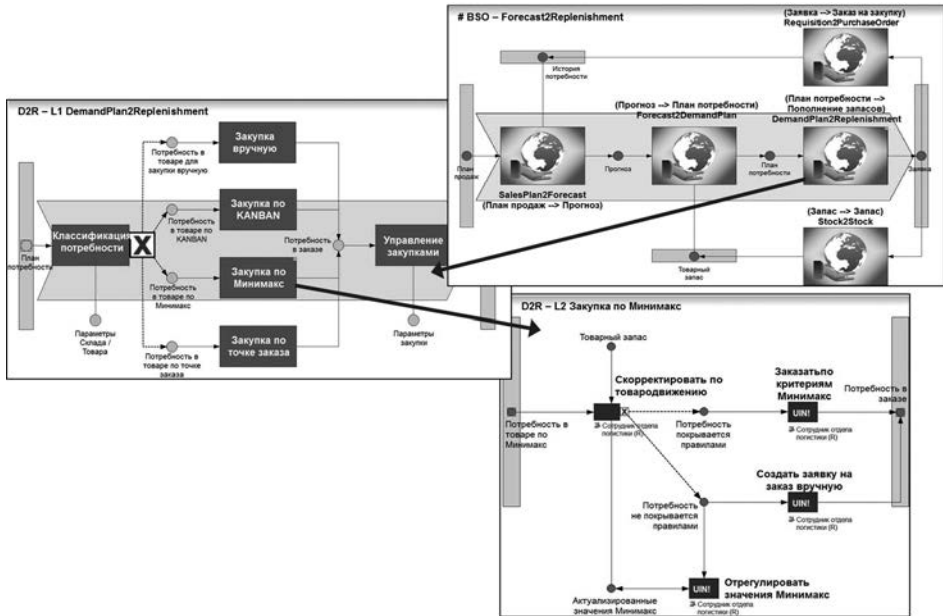 # BSO – Forecast2Replenishment
(Заявка --> Заказ на закупку)
Requisition2PurchaseOrder
История
потребности
(Прогноз --> План потребности)
Forecast2DemandPlan
(План потребности -->
Пополнение запасов)
DemandPlan2Replenishment
План
продаж
Прогноз
План
потребности
Заявка
SalesPlan2Forecast
(План продаж --> Прогноз)
(Запас --> Запас)
Stock2Stock
Товарный
запас
D2R – L1 DemandPlan2Replenishment
Потребность в
товаре для
закупки вручную
Закупка
вручную
Классификация
потребности
X
План
потребности
Потребность в
товаре по
KANBAN
Закупка по
KANBAN
Потребность
в заказе
Управление
закупками
Потребность
в товаре по
Минимакс
Закупка по
Минимакс
Параметры
Склада /
Товара
Потребность в
товаре по точке
заказа
Закупка по
точке заказа
Параметры
закупки
D2R – L2 Закупка по Минимакс
Товарный запас
Скорректировать по
товародвижению
X
Сотрудник отдела
логистики (R)
Потребность в
товаре по
Минимакс
Потребность
покрывается
правилами
Заказатьпо
критериям
Минимакс
UIN!
Сотрудник отдела
логистики (R)
Потребность в
заказе
Создать заявку на
заказ вручную
UIN!
Сотрудник отдела
логистики (R)
Потребность
не покрывается
правилами
Актуализированные
значения Минимакс
UIN!
Отрегулировать
значения Минимакс
Сотрудник отдела
логистики (R)